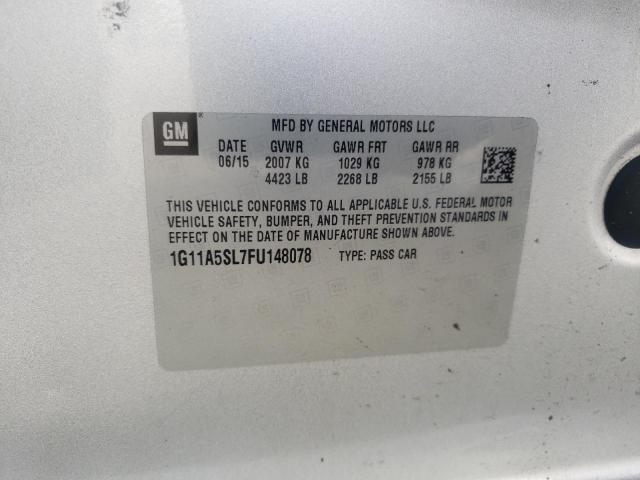 GM ®
MFD BY GENERAL MOTORS LLC
DATE GVWR GAWR FRT GAWR RR
06/15 2007 KG 1029 KG 978 KG
4423 LB 2268 LB 2155 LB
THIS VEHICLE CONFORMS TO ALL APPLICABLE U.S. FEDERAL MOTOR
VEHICLE SAFETY, BUMPER, AND THEFT PREVENTION STANDARDS IN
EFFECT ON THE DATE OF MANUFACTURE SHOWN ABOVE.
1G11A5SL7FU148078 TYPE: PASS CAR